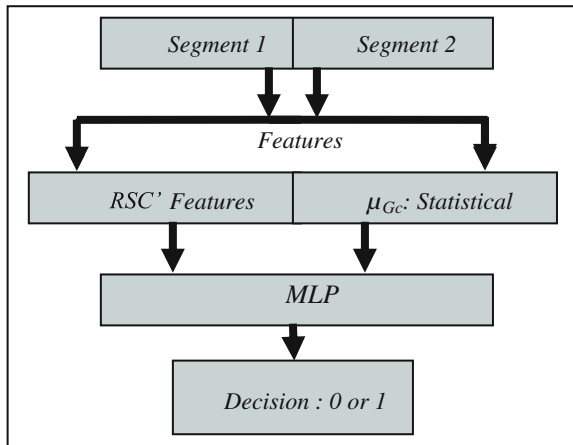 Segment 1 Segment 2
Features
RSC’ Features μGc: Statistical
MLP
Decision : 0 or 1